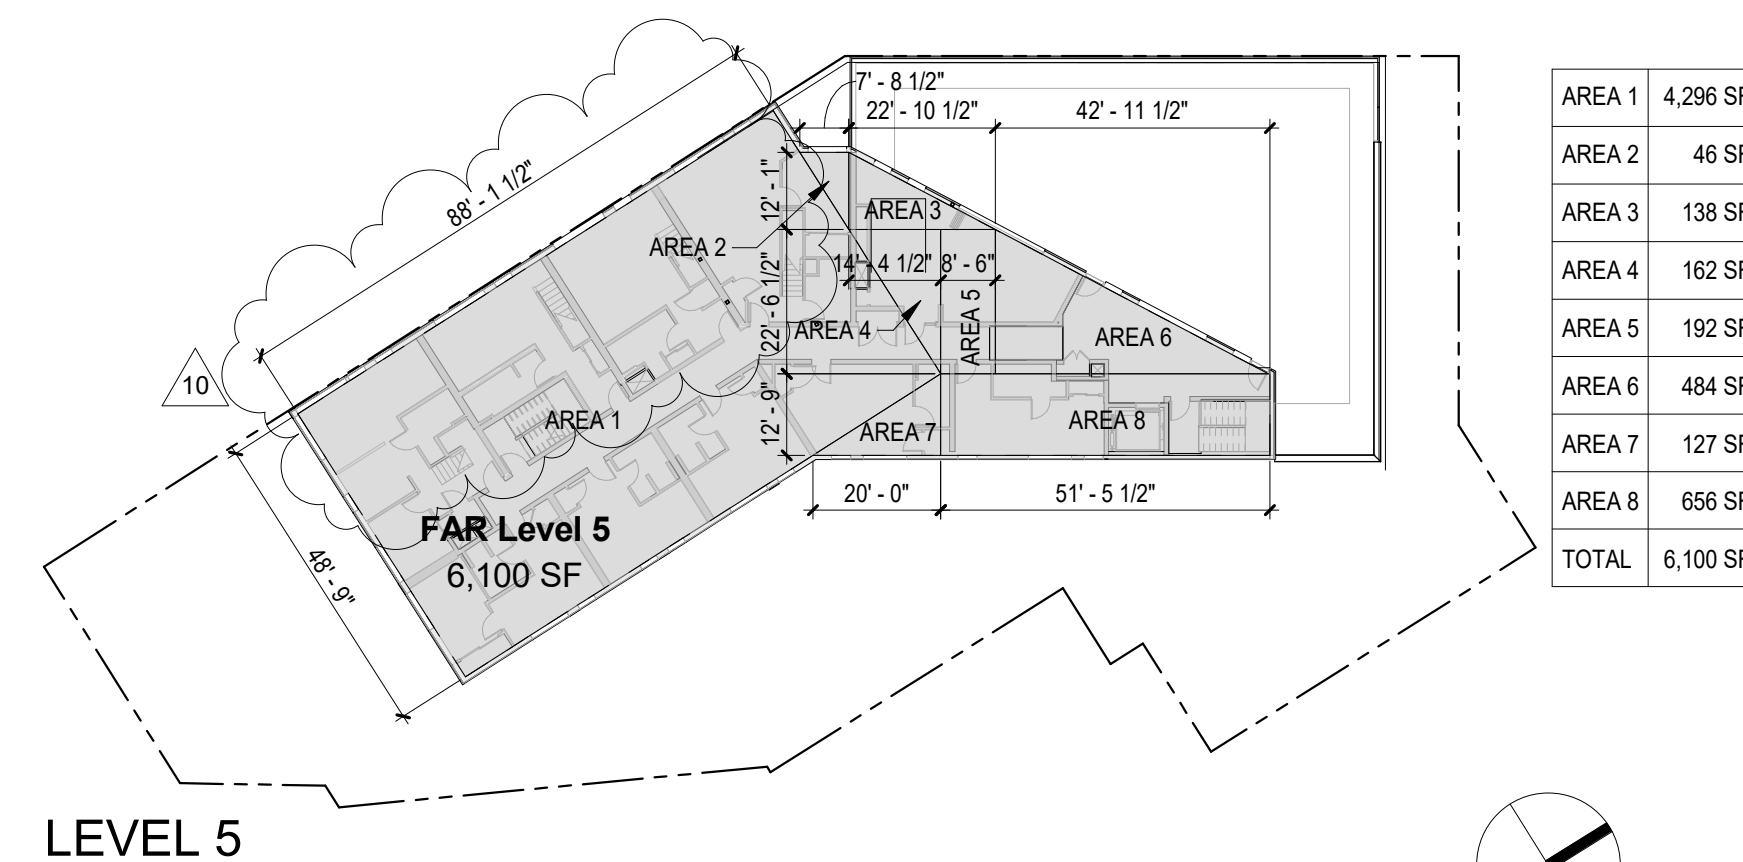 7' - 8 1/2"
22' - 10 1/2"
42' - 11 1/2"
88' - 1 1/2"
12' - 1"
AREA 3
AREA 2
14' - 4 1/2"
8' - 6"
22' - 6 1/2"
AREA 4
AREA 5
AREA 6
10
12' - 9"
AREA 1
AREA 7
AREA 8
20' - 0"
51' - 5 1/2"
FAR Level 5
6,100 SF
48' - 9"
AREA 1 4,296 SF
AREA 2 46 SF
AREA 3 138 SF
AREA 4 162 SF
AREA 5 192 SF
AREA 6 484 SF
AREA 7 127 SF
AREA 8 656 SF
TOTAL 6,100 SF
LEVEL 5